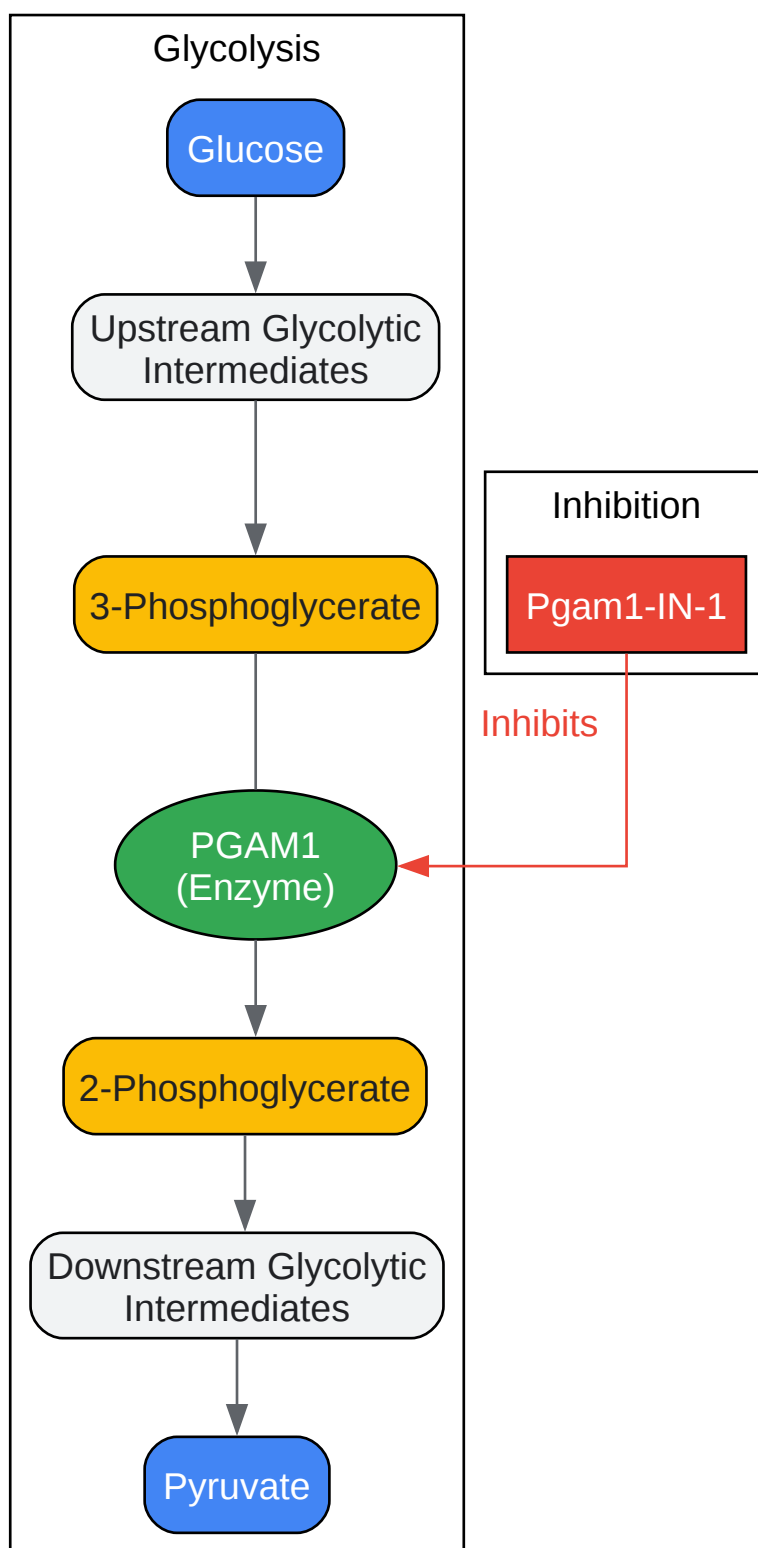 Glycolysis
Glucose
Upstream Glycolytic
Intermediates
3-Phosphoglycerate
Inhibition
Pgam1-IN-1
Inhibits
PGAM1
(Enzyme)
2-Phosphoglycerate
Downstream Glycolytic
Intermediates
Pyruvate